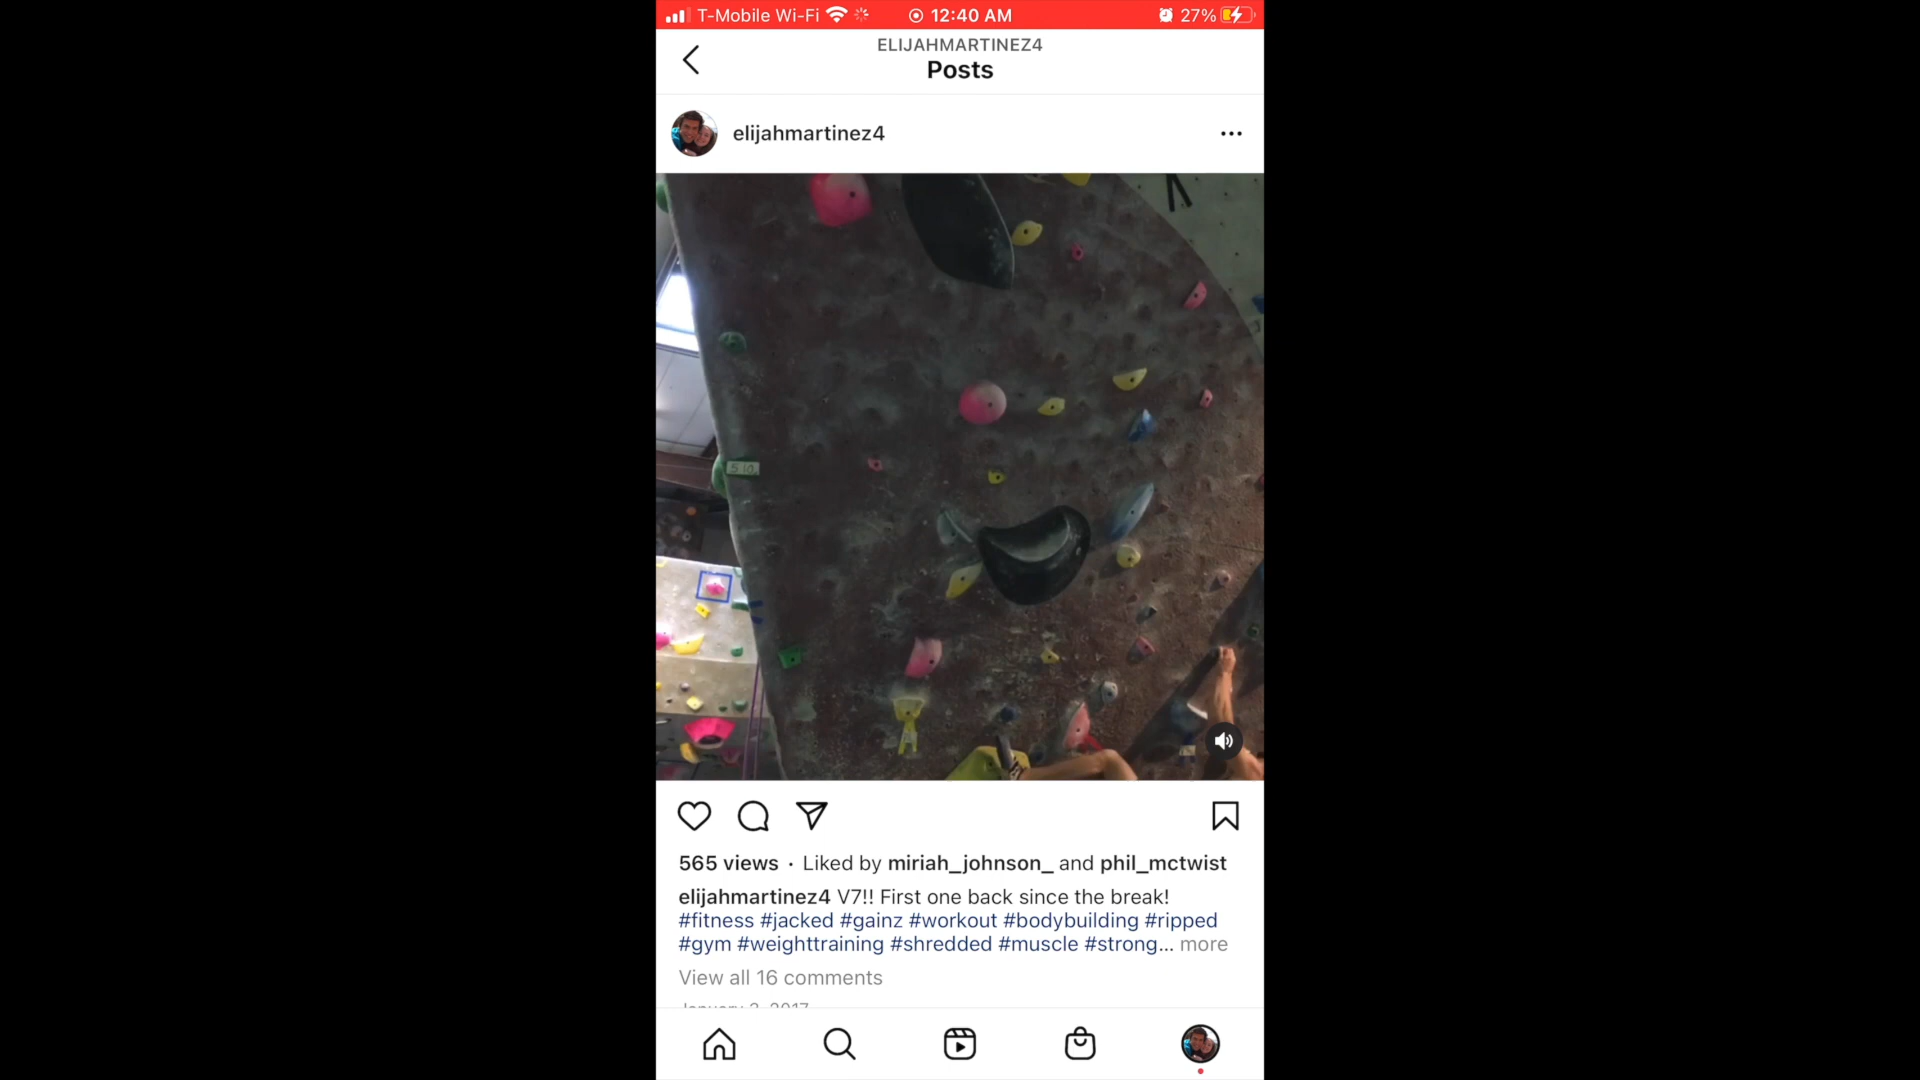 T-Mobile Wi-Fi 12:40 AM 27%
ELIJAHMARTINEZ4
Posts
elijahmartinez4
565 views · Liked by miriah_johnson_ and phil_mctwist
elijahmartinez4 V7!! First one back since the break!
#fitness #jacked #gainz #workout #bodybuilding #ripped
#gym #weighttraining #shredded #muscle #strong... more
View all 16 comments